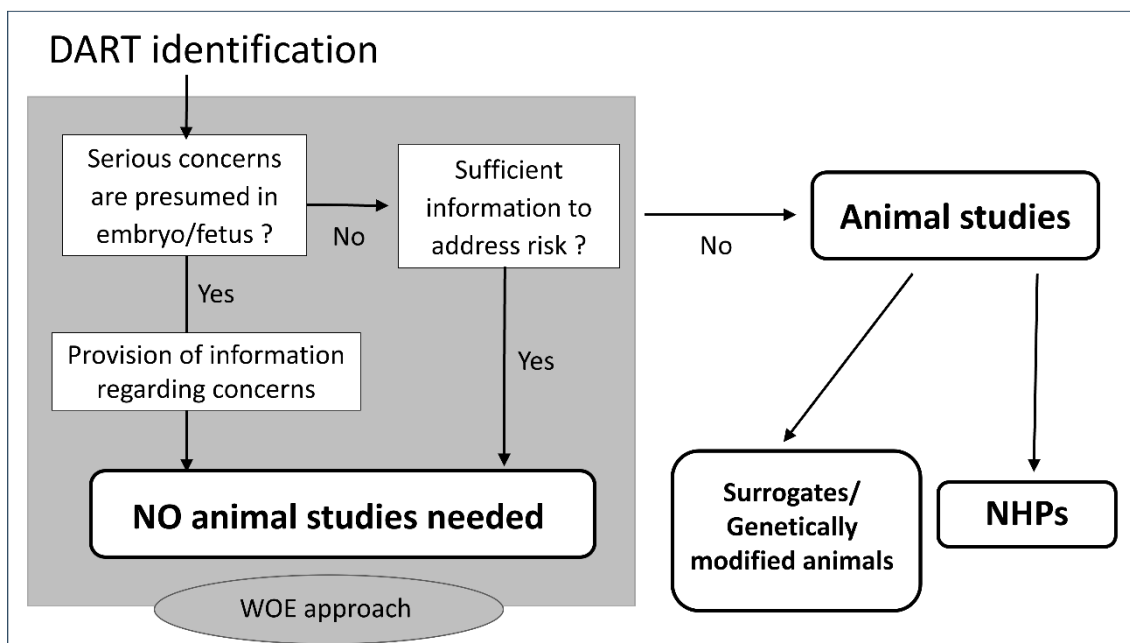 DART identification
Serious concerns
are presumed in
embryo/fetus ?
No
Sufficient
information to
address risk ?
No
Animal studies
Yes
Provision of information
regarding concerns
Yes
NO animal studies needed
Surrogates/
Genetically
modified animals
NHPs
WOE approach